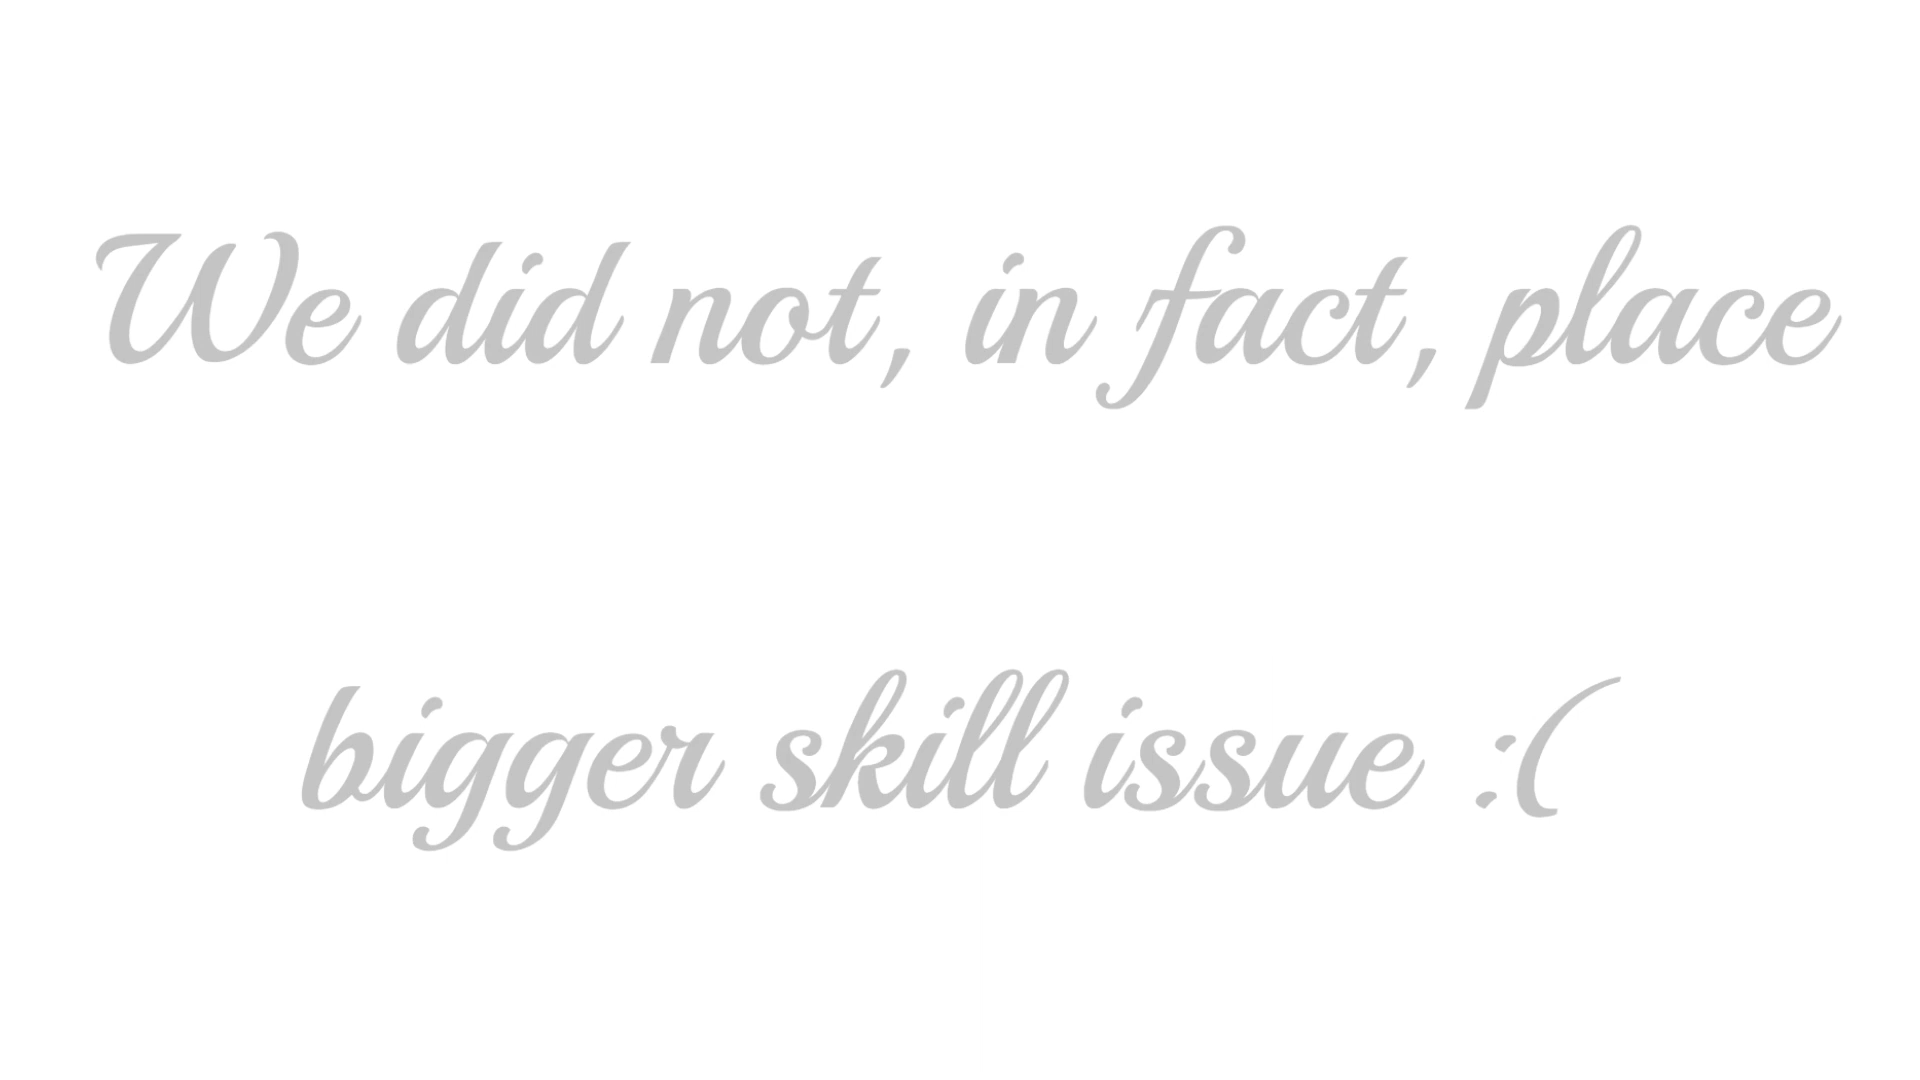 We did not, in fact, place
bigger skill issue :(